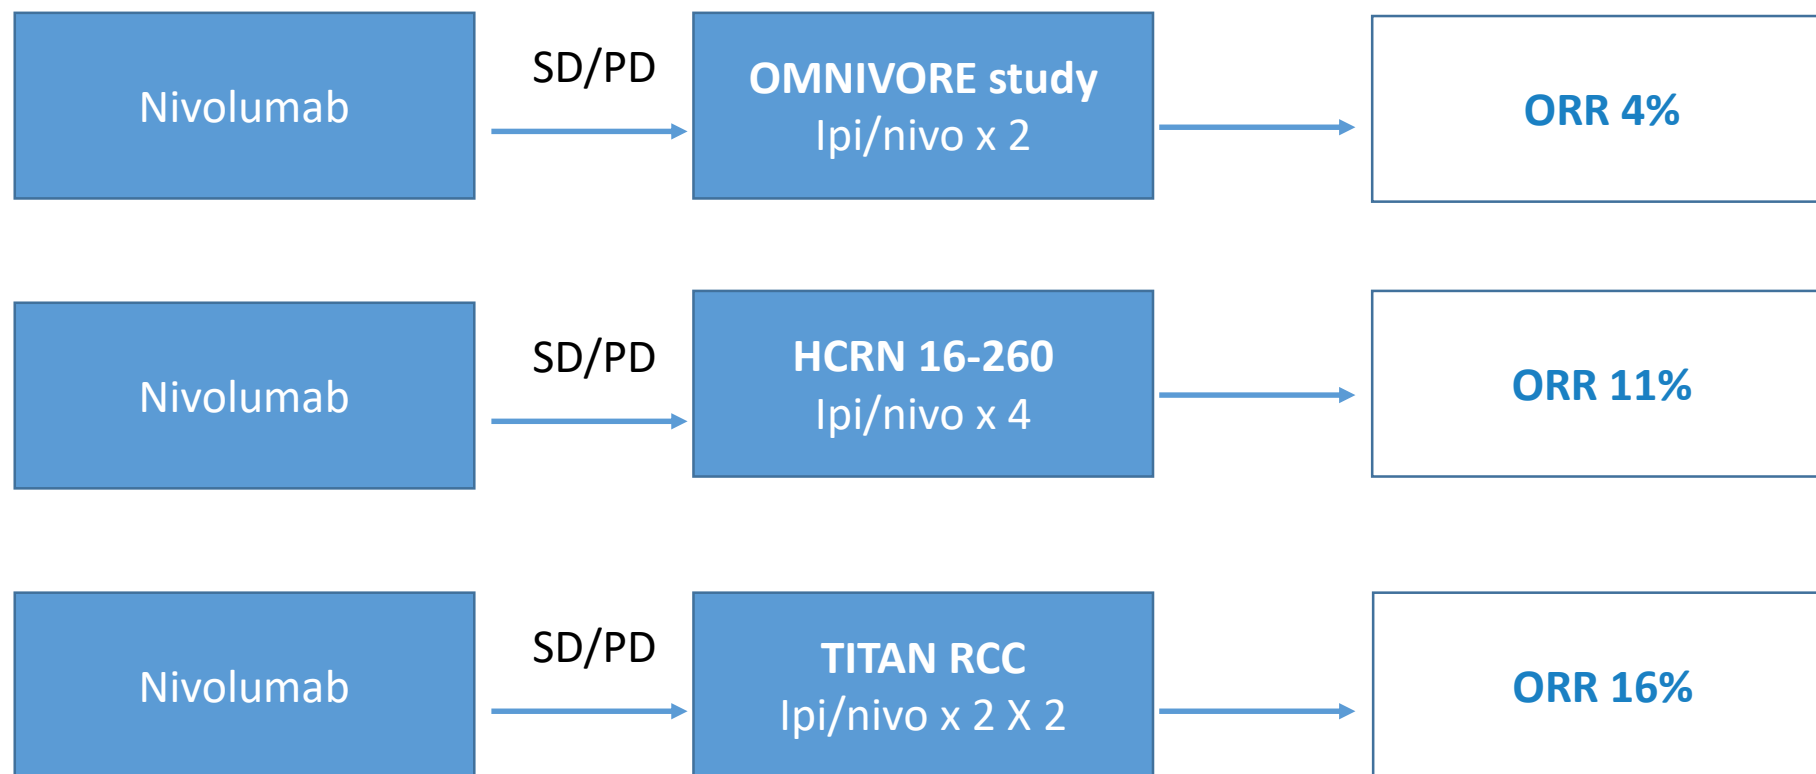 Nivolumab
SD/PD
OMNIVORE study
Ipi/nivo x 2
ORR 4%
Nivolumab
SD/PD
HCRN 16-260
Ipi/nivo x 4
ORR 11%
Nivolumab
SD/PD
TITAN RCC
Ipi/nivo x 2 X 2
ORR 16%